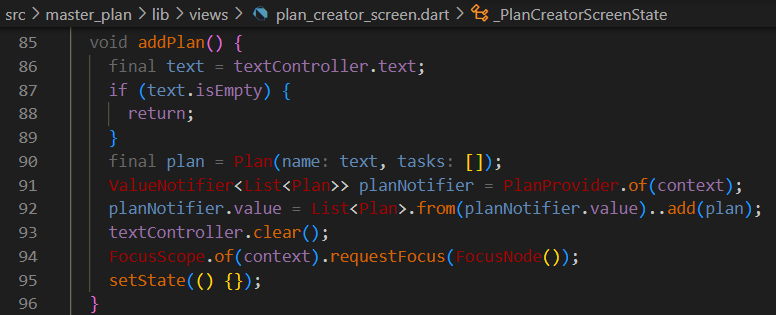 src > master_plan > lib > views > plan_creator_screen.dart > _PlanCreatorScreenState
85 void addPlan() {
86 final text = textController.text;
87 if (text.isEmpty) {
88 return;
89 }
90 final plan = Plan(name: text, tasks: []);
91 ValueNotifier<List<Plan>> planNotifier = PlanProvider.of(context);
92 planNotifier.value = List<Plan>.from(planNotifier.value)..add(plan);
93 textController.clear();
94 FocusScope.of(context).requestFocus(FocusNode());
95 setState(() {});
96 }